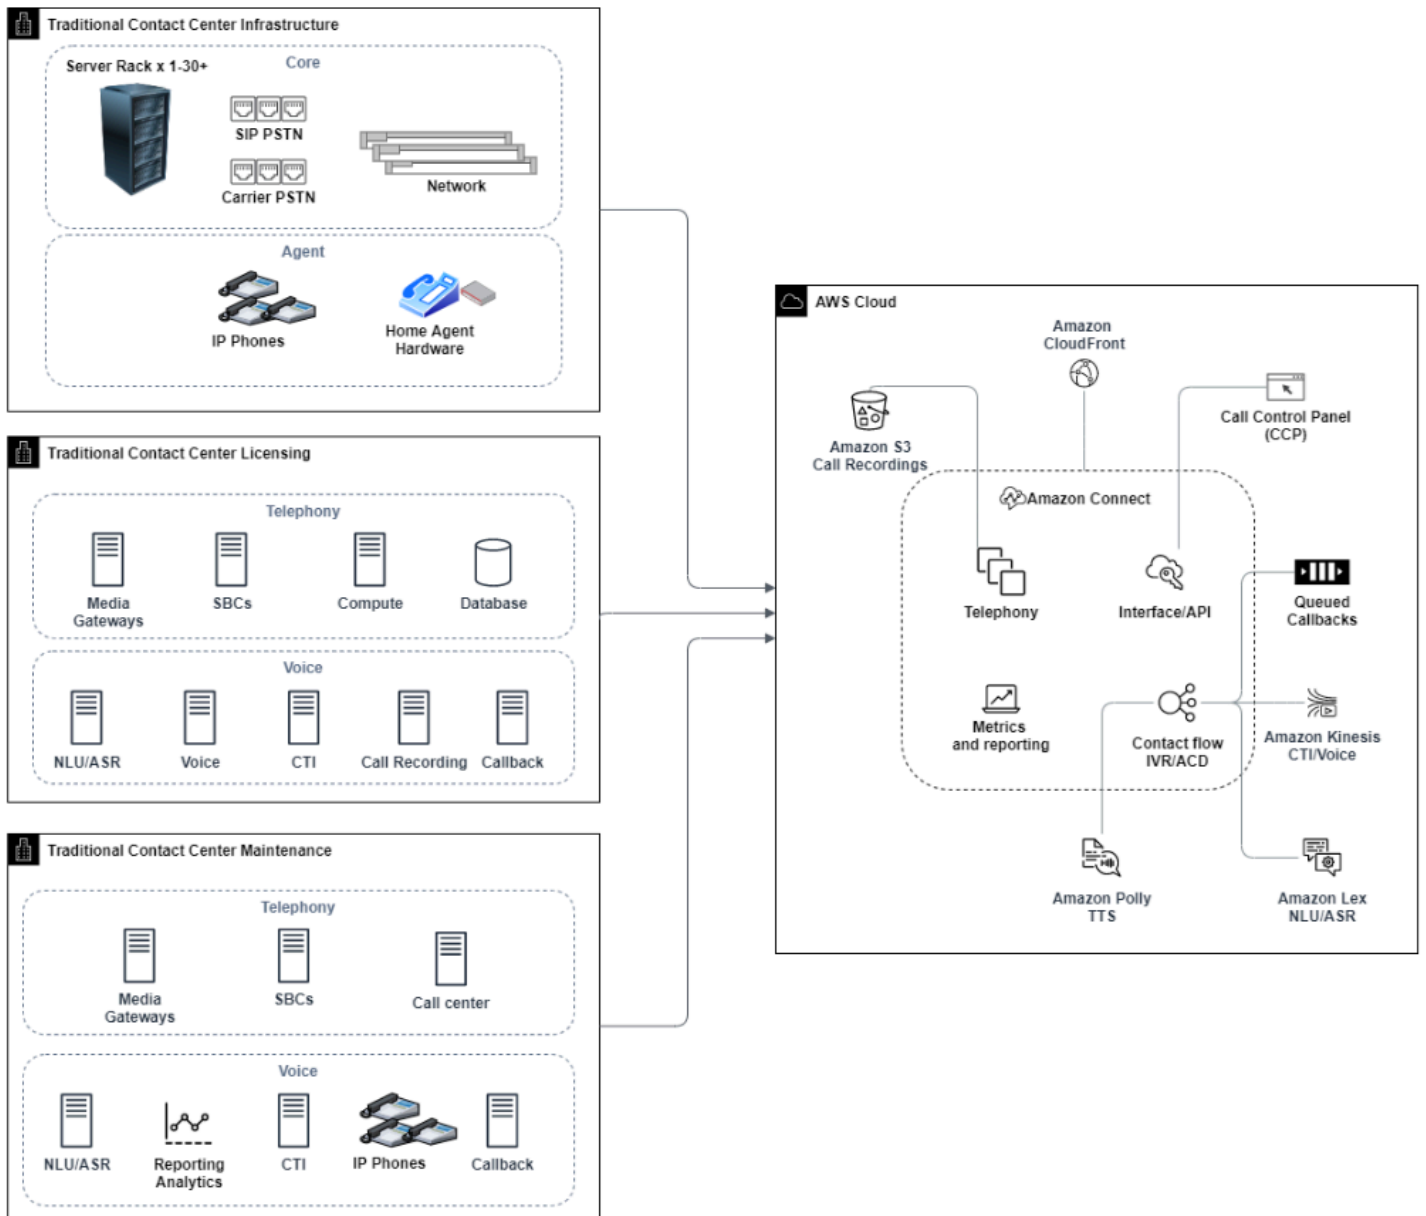 Traditional Contact Center Infrastructure
Server Rack x 1-30+
Core
SIP PSTN
Carrier PSTN
Network
Agent
IP Phones
Home Agent
Hardware
Traditional Contact Center Licensing
Telephony
Media
Gateways
SBCs
Compute
Database
Voice
NLU/ASR
Voice
CTI
Call Recording
Callback
Traditional Contact Center Maintenance
Telephony
Media
Gateways
SBCs
Call center
Voice
NLU/ASR
Reporting
Analytics
CTI
IP Phones
Callback
AWS Cloud
Amazon
CloudFront
Amazon S3
Call Recordings
Call Control Panel
(CCP)
Amazon Connect
Telephony
Interface/API
Queued
Callbacks
Metrics
and reporting
Contact flow
IVR/ACD
Amazon Kinesis
CTI/Voice
Amazon Polly
TTS
Amazon Lex
NLU/ASR